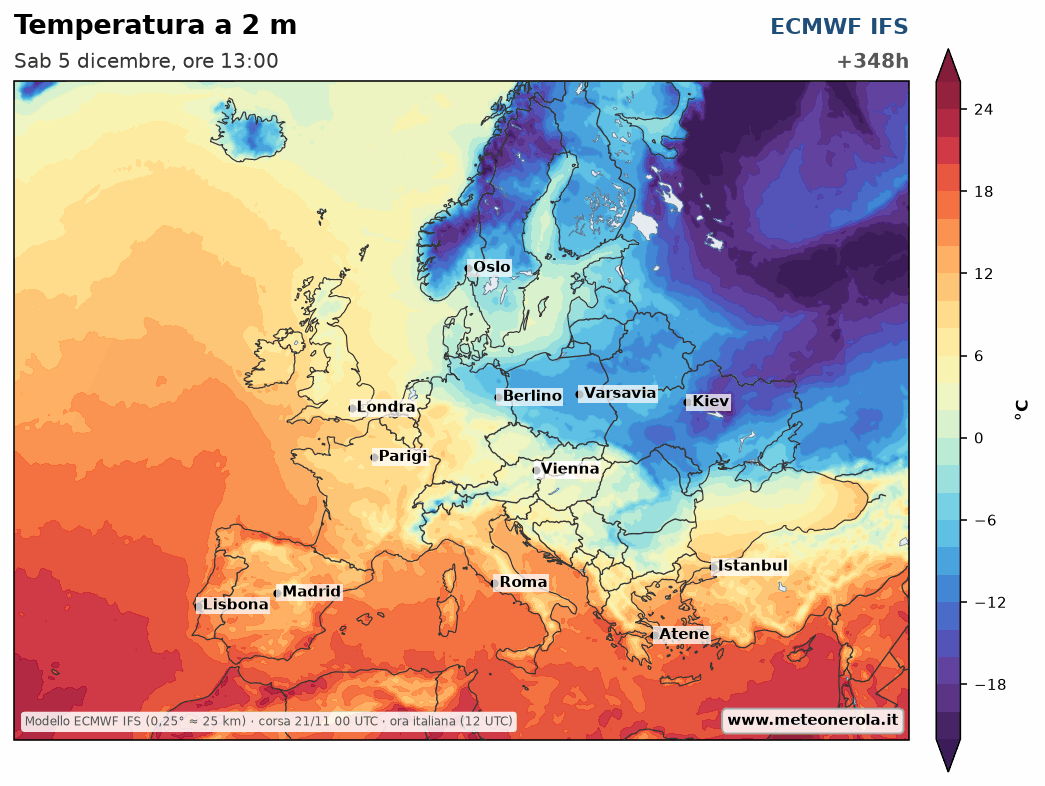 Temperatura a 2 m
ECMWF IFS
Sab 5 dicembre, ore 13:00
+348h
24
18
12
6
0
−6
−12
−18
°C
Oslo
Berlino
Varsavia
Kiev
Londra
Parigi
Vienna
Istanbul
Roma
Madrid
Lisbona
Atene
Modello ECMWF IFS (0,25° ≈ 25 km) · corsa 21/11 00 UTC · ora italiana (12 UTC)
www.meteonerola.it